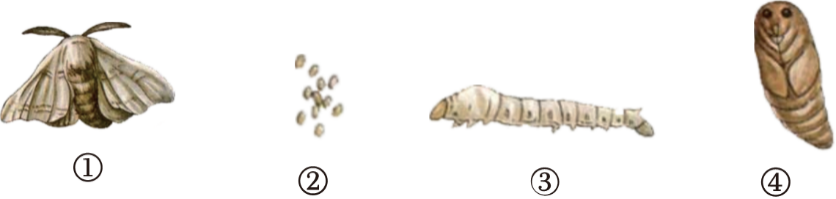 ① ② ③ ④